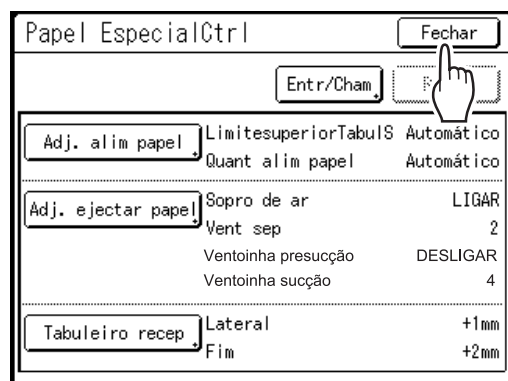 Papel EspecialCtrl Fechar
Entr/Cham
Adj. alim papel LimitesuperiorTabulS Automático
Quant alim papel Automático
Adj. ejectar papel Sopro de ar LIGAR
Vent sep 2
Ventoinha presucção DESLIGAR
Ventoinha sucção 4
Tabuleiro recep Lateral +1mm
Fim +2mm